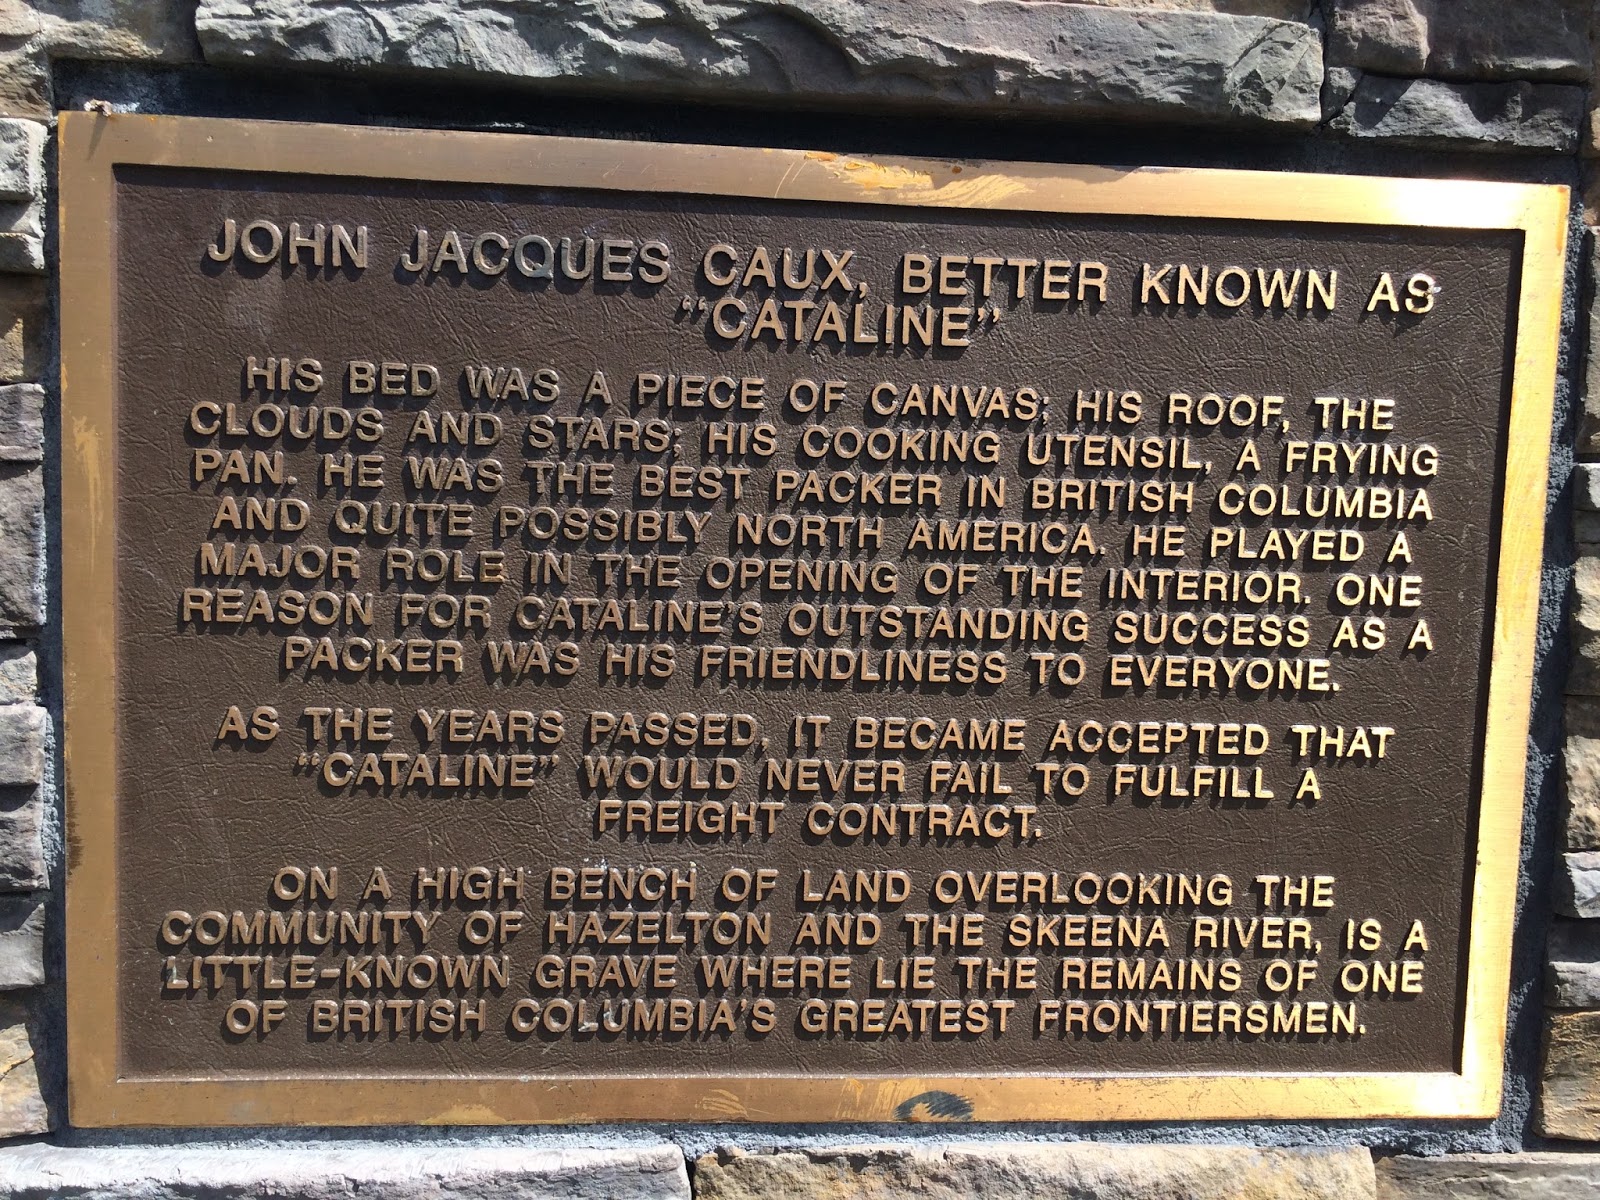 JOHN JACQUES CAUX, BETTER KNOWN AS
"CATALINE"
HIS BED WAS A PIECE OF CANVAS; HIS ROOF, THE
CLOUDS AND STARS; HIS COOKING UTENSIL, A FRYING
PAN. HE WAS THE BEST PACKER IN BRITISH COLUMBIA
AND QUITE POSSIBLY NORTH AMERICA. HE PLAYED A
MAJOR ROLE IN THE OPENING OF THE INTERIOR. ONE
REASON FOR CATALINE'S OUTSTANDING SUCCESS AS A
PACKER WAS HIS FRIENDLINESS TO EVERYONE.
AS THE YEARS PASSED, IT BECAME ACCEPTED THAT
"CATALINE" WOULD NEVER FAIL TO FULFILL A
FREIGHT CONTRACT.
ON A HIGH BENCH OF LAND OVERLOOKING THE
COMMUNITY OF HAZELTON AND THE SKEENA RIVER, IS A
LITTLE-KNOWN GRAVE WHERE LIE THE REMAINS OF ONE
OF BRITISH COLUMBIA'S GREATEST FRONTIERSMEN.